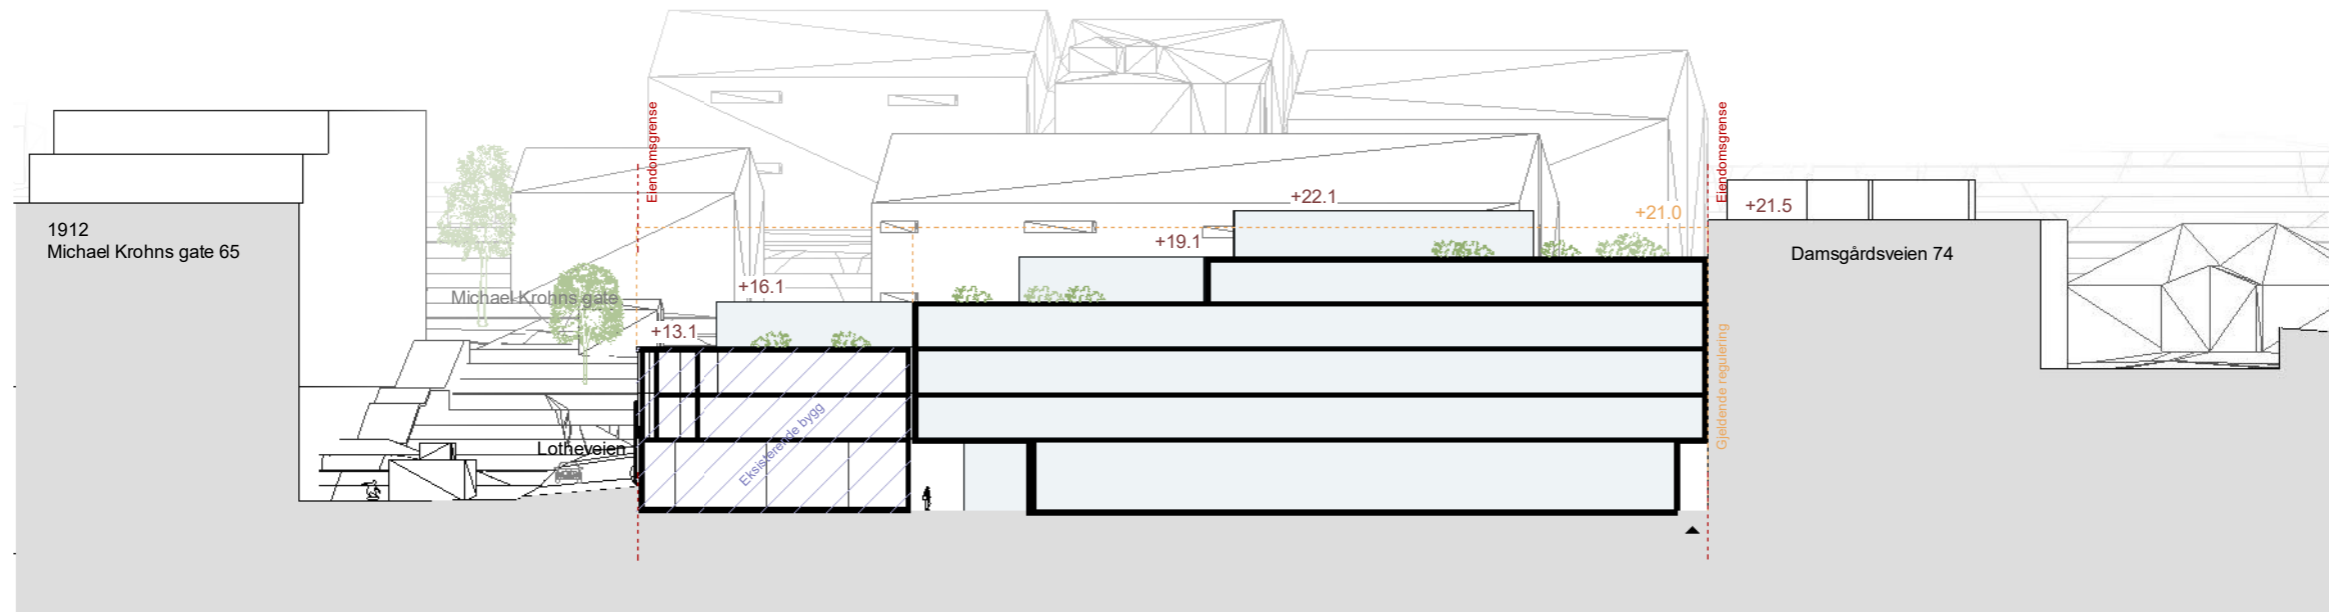 Eiendomsgrense
Eiendomsgrense
+22.1
+21.0
+21.5
1912
Michael Krohns gate 65
+19.1
Damsgårdsveien 74
+16.1
Michael Krohns gate
+13.1
Gjeldende regulering
Eksisterende bygg
Lotheveien